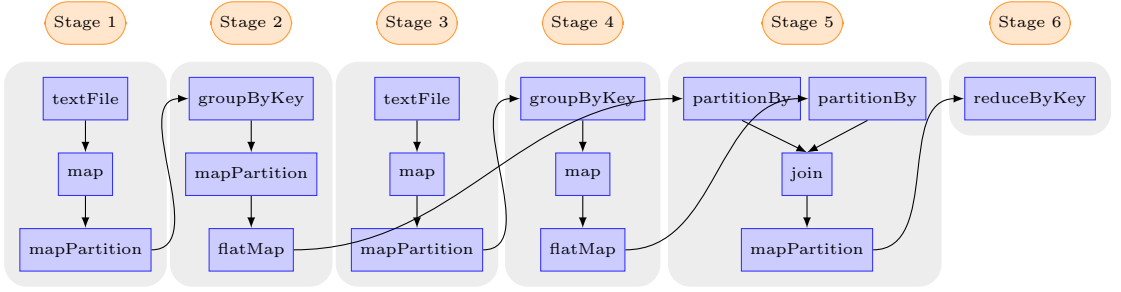 Stage 1
Stage 2
Stage 3
Stage 4
Stage 5
Stage 6
textFile
map
mapPartition
groupByKey
mapPartition
flatMap
textFile
map
mapPartition
groupByKey
map
flatMap
partitionBy
partitionBy
join
mapPartition
reduceByKey